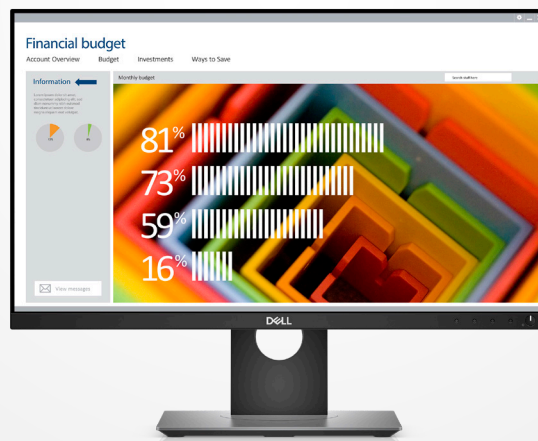 Financial budget
Account Overview Budget Investments Ways to Save
Information
Monthly budget
81%
73%
59%
16%
View messages
DELL